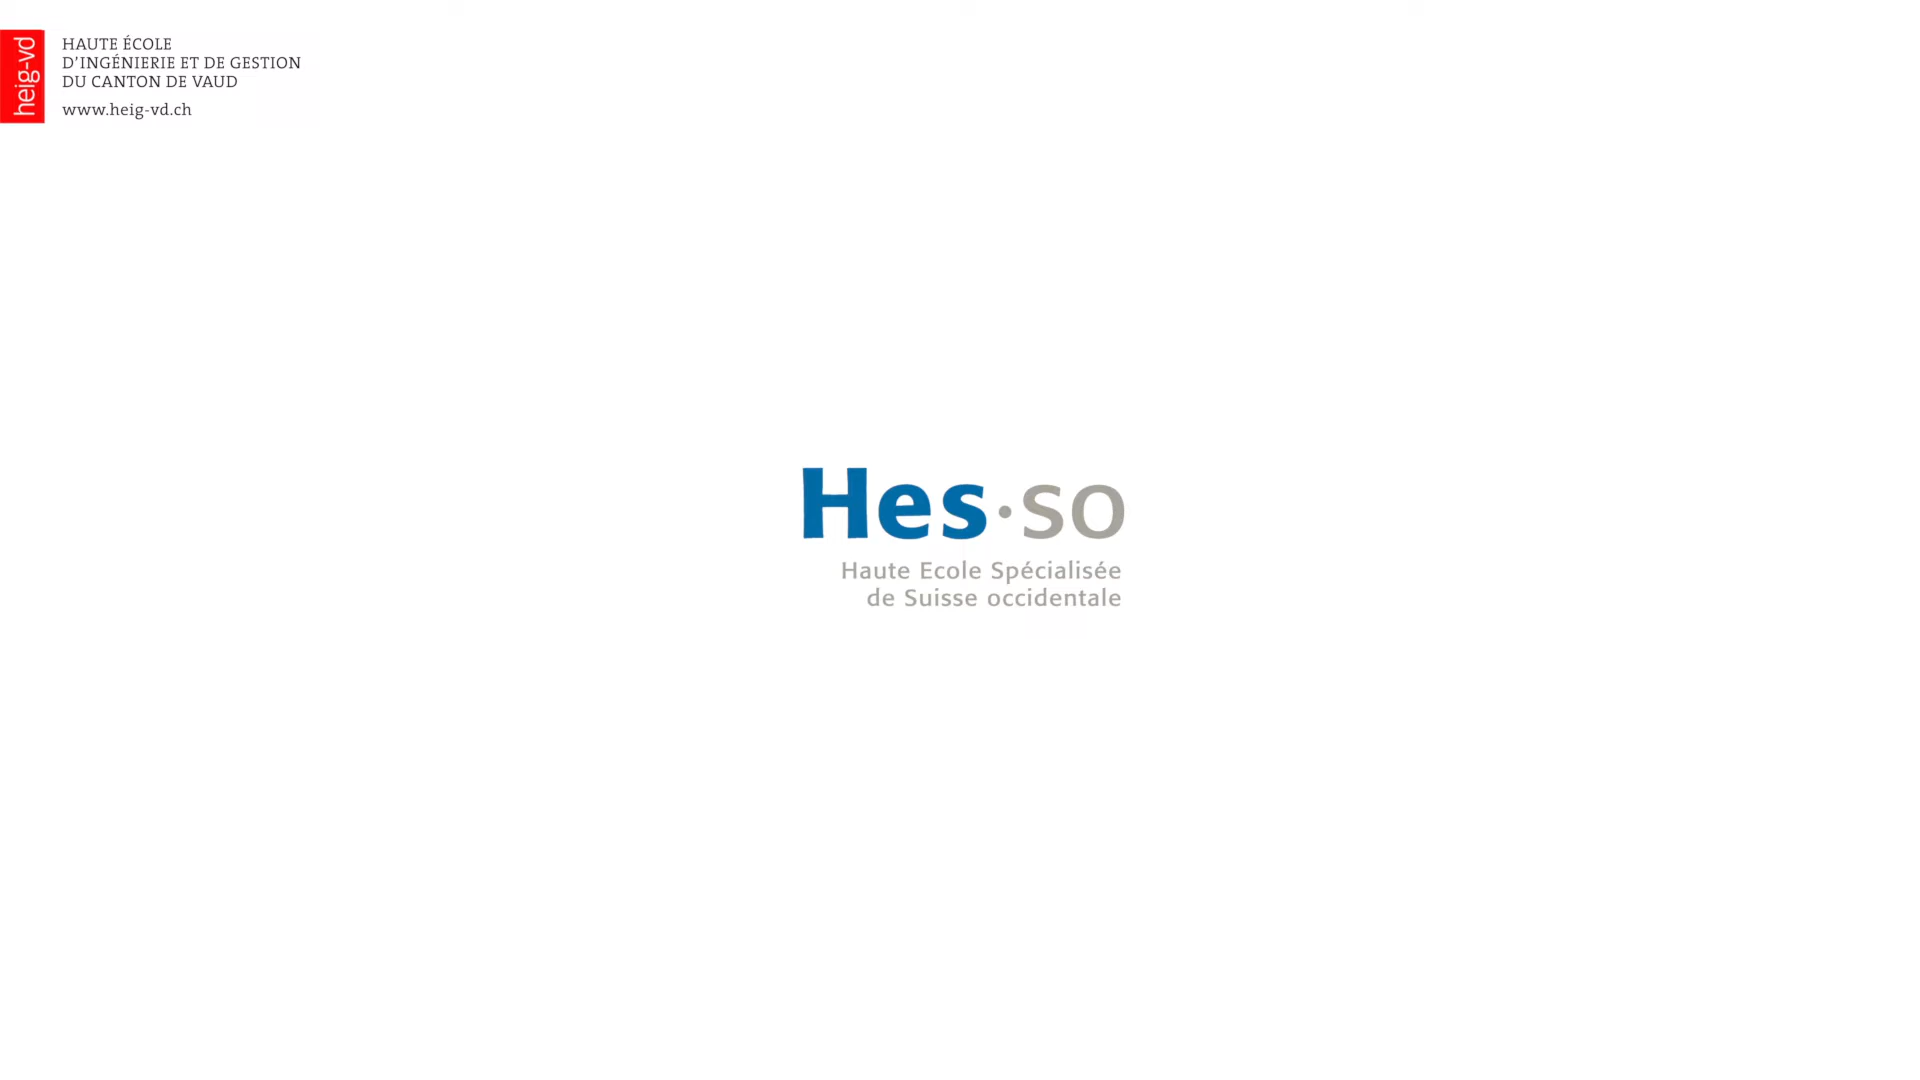 heig-vd
HAUTE ÉCOLE
D'INGÉNIERIE ET DE GESTION
DU CANTON DE VAUD
www.heig-vd.ch
Hes·so
Haute Ecole Spécialisée
de Suisse occidentale